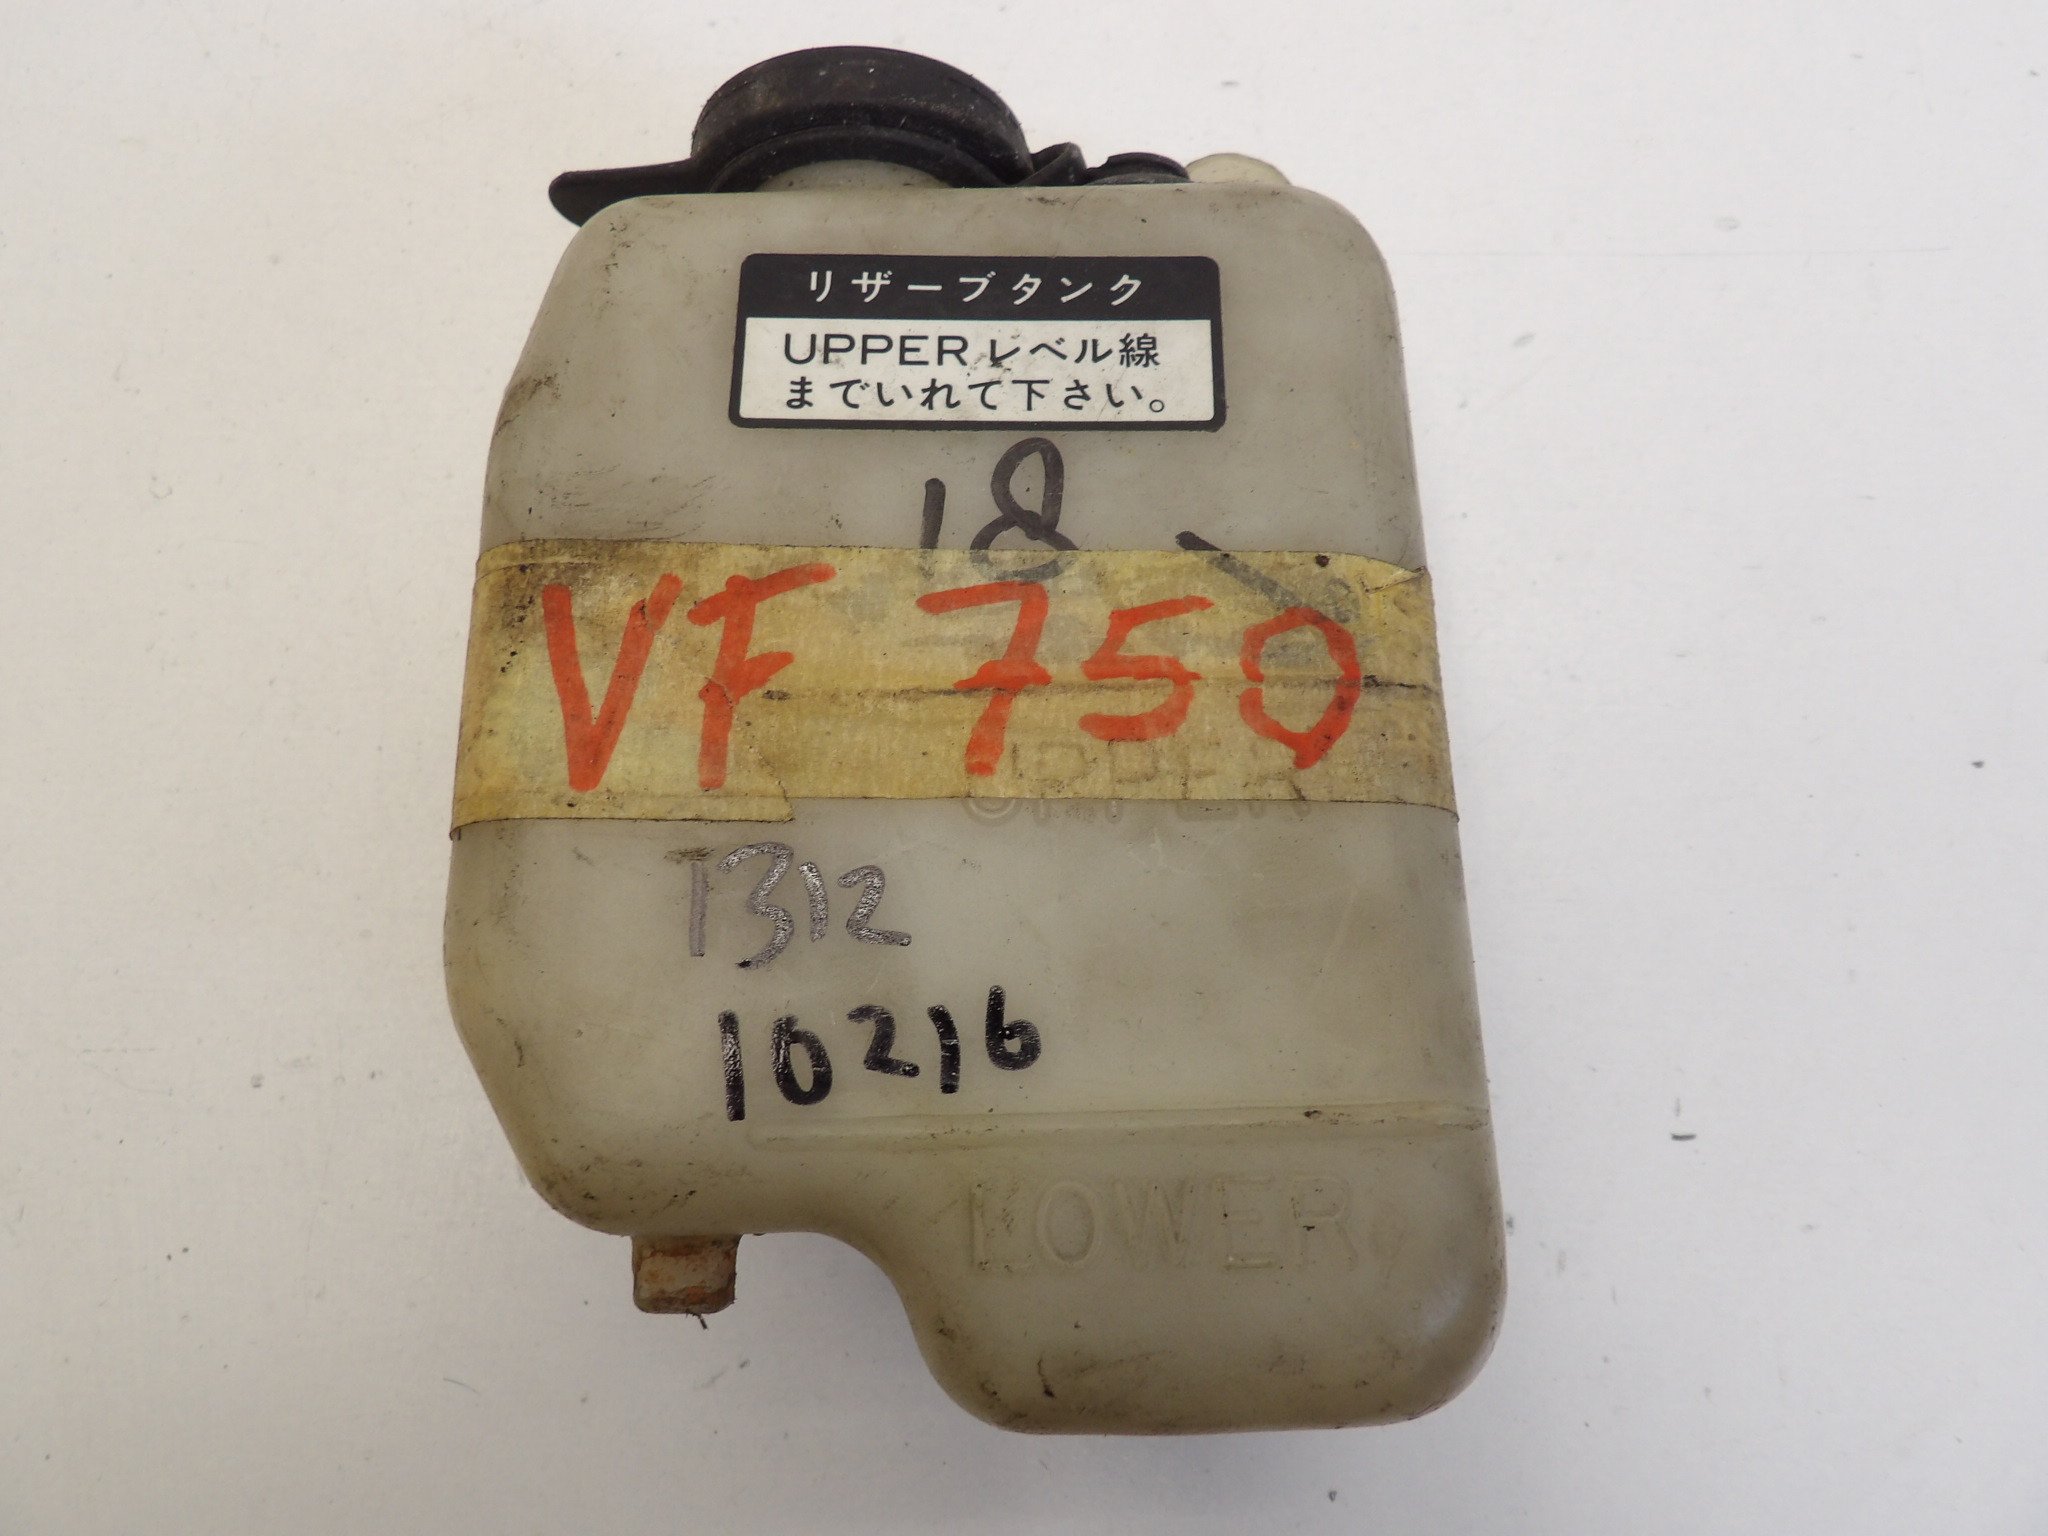 リザーブタンク
UPPERレベル線
までいれて下さい。
18
VF 750
UPPER
1312
10216
LOWER